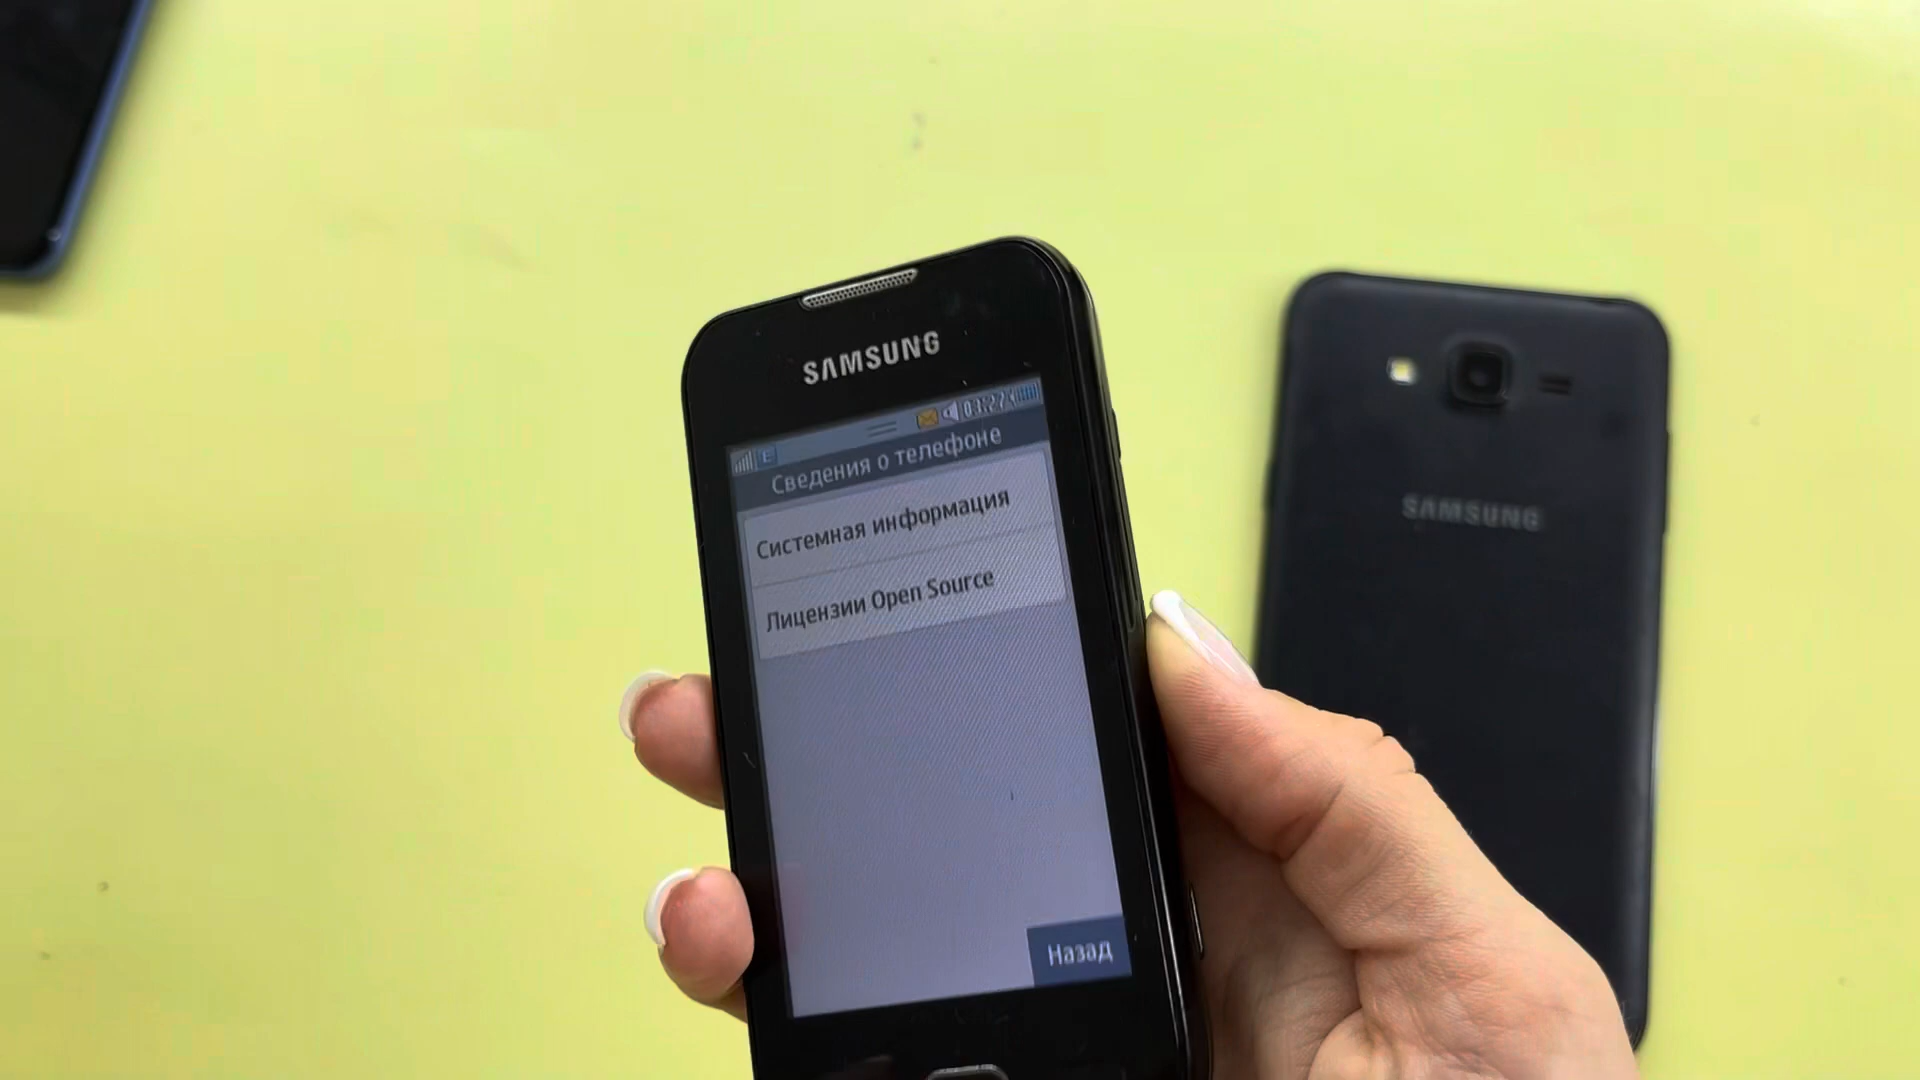 SAMSUNG
E 03:27
Сведения о телефоне
Системная информация
Лицензии Open Source
Назад
SAMSUNG